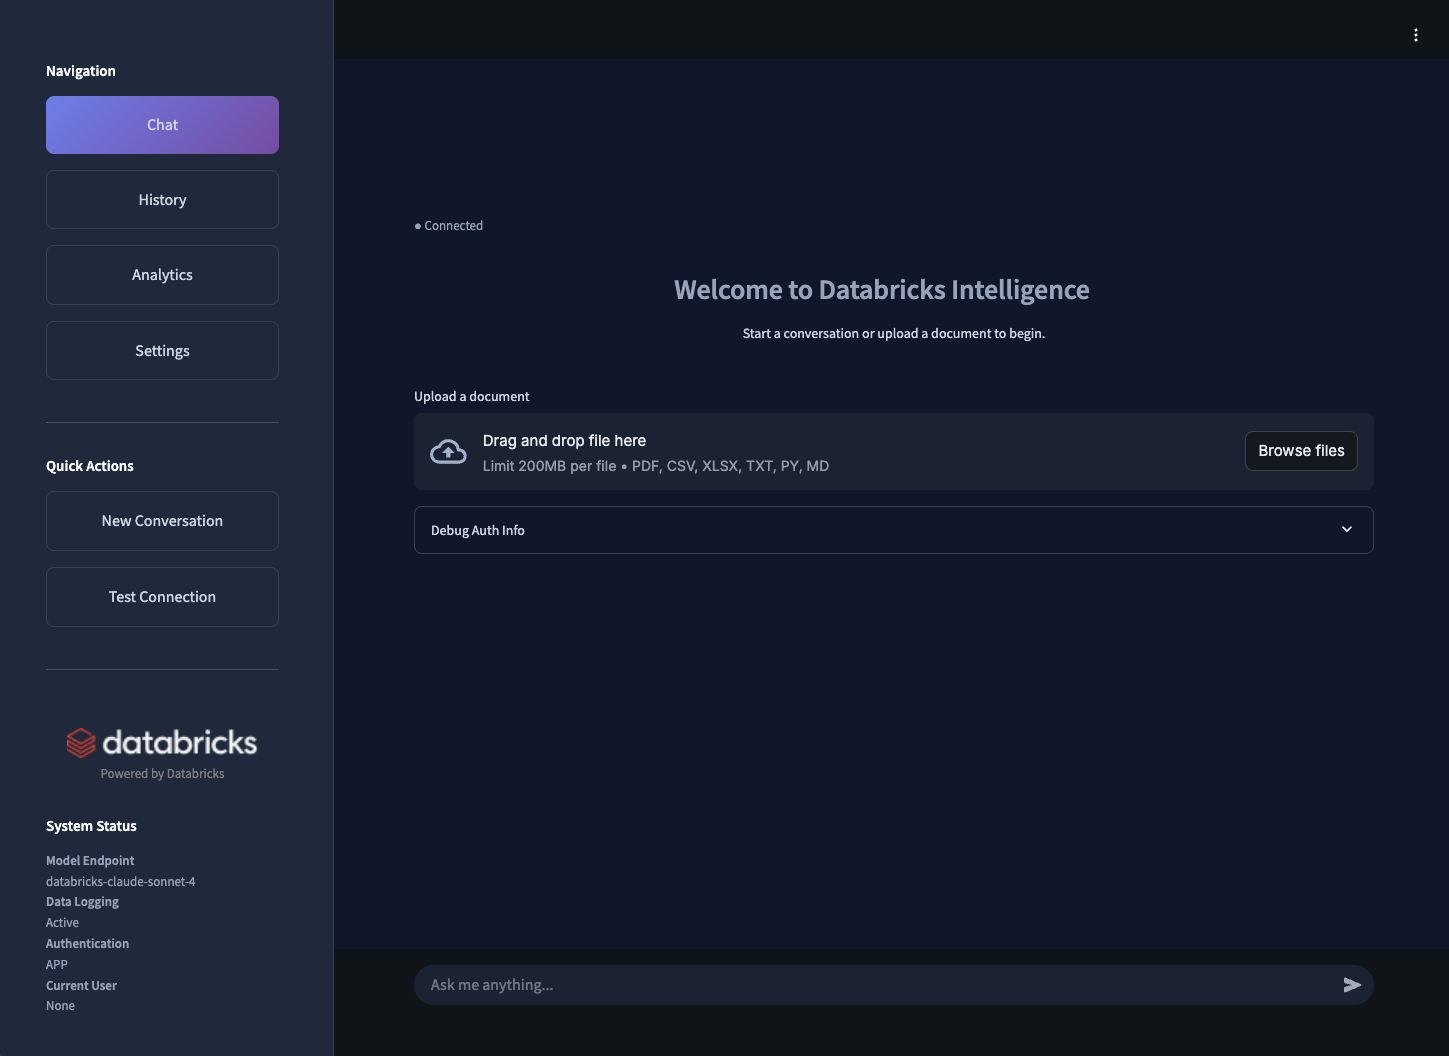 Navigation
Chat
History
Analytics
Settings
Quick Actions
New Conversation
Test Connection
databricks
Powered by Databricks
System Status
Model Endpoint
databricks-claude-sonnet-4
Data Logging
Active
Authentication
APP
Current User
None
● Connected
Welcome to Databricks Intelligence
Start a conversation or upload a document to begin.
Upload a document
Drag and drop file here
Limit 200MB per file • PDF, CSV, XLSX, TXT, PY, MD
Browse files
Debug Auth Info
Ask me anything...